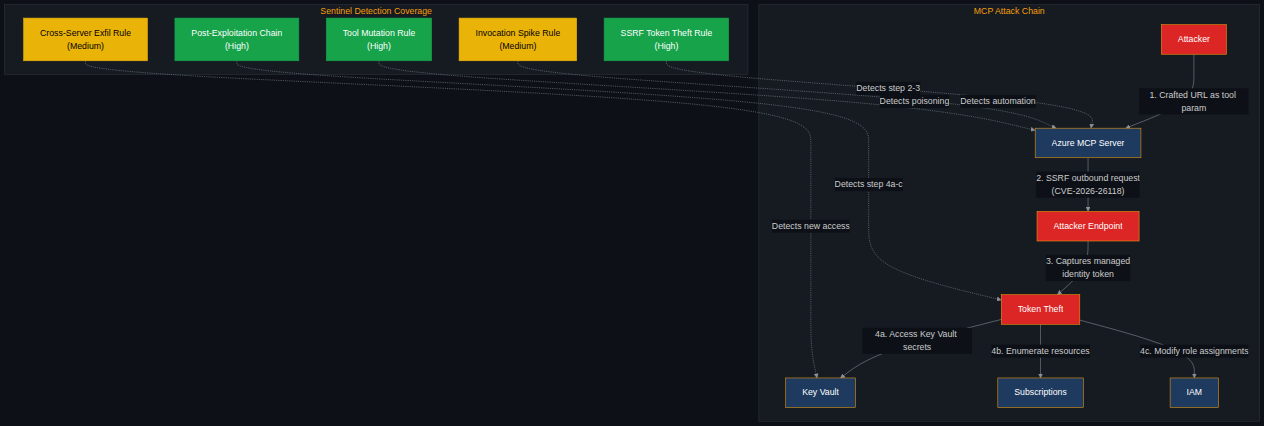 Sentinel Detection Coverage
Cross-Server Exfil Rule
(Medium)
Post-Exploitation Chain
(High)
Tool Mutation Rule
(High)
Invocation Spike Rule
(Medium)
SSRF Token Theft Rule
(High)
MCP Attack Chain
Attacker
Detects step 2-3
Detects poisoning
Detects automation
1. Crafted URL as tool
param
Azure MCP Server
2. SSRF outbound request
(CVE-2026-26118)
Detects step 4a-c
Detects new access
Attacker Endpoint
3. Captures managed
identity token
Token Theft
4a. Access Key Vault
secrets
4b. Enumerate resources
4c. Modify role assignments
Key Vault
Subscriptions
IAM